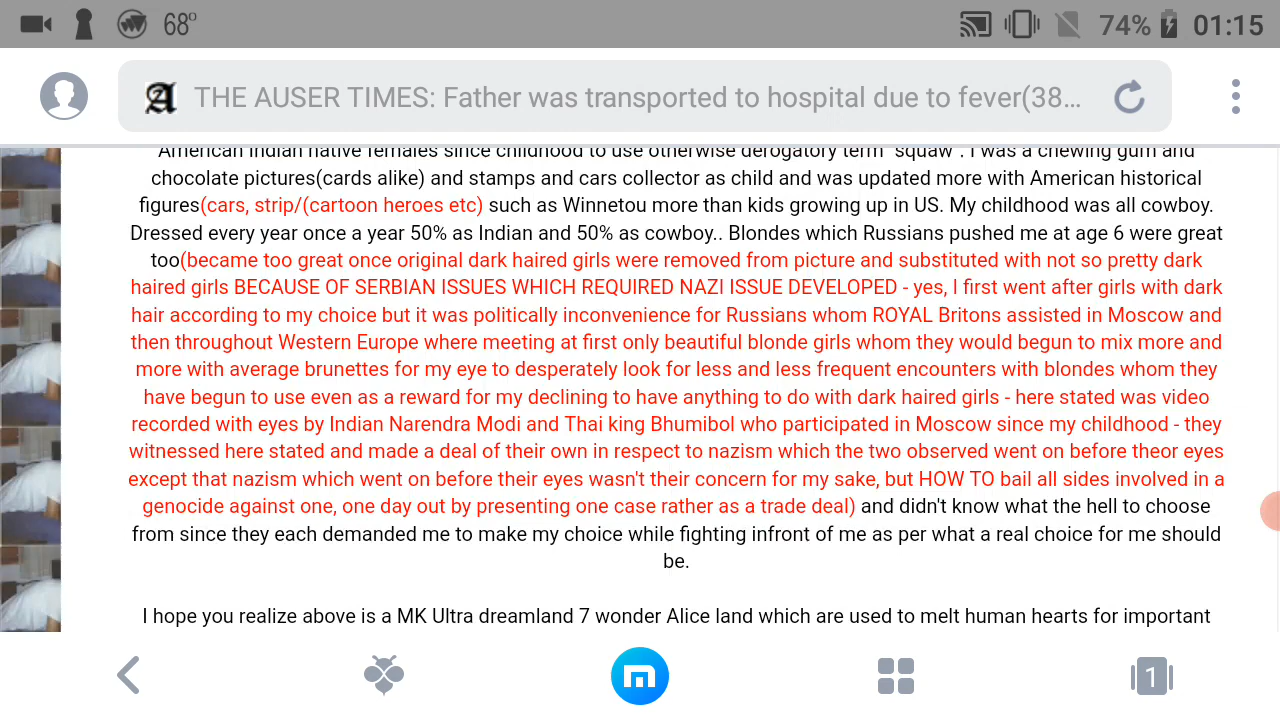 68°
74%
01:15
THE AUSER TIMES: Father was transported to hospital due to fever(38...
American Indian native females since childhood to use otherwise derogatory term "squaw". I was a chewing gum and
chocolate pictures(cards alike) and stamps and cars collector as child and was updated more with American historical
figures(cars, strip/(cartoon heroes etc) such as Winnetou more than kids growing up in US. My childhood was all cowboy.
Dressed every year once a year 50% as Indian and 50% as cowboy.. Blondes which Russians pushed me at age 6 were great
too(became too great once original dark haired girls were removed from picture and substituted with not so pretty dark
haired girls BECAUSE OF SERBIAN ISSUES WHICH REQUIRED NAZI ISSUE DEVELOPED - yes, I first went after girls with dark
hair according to my choice but it was politically inconvenience for Russians whom ROYAL Britons assisted in Moscow and
then throughout Western Europe where meeting at first only beautiful blonde girls whom they would begun to mix more and
more with average brunettes for my eye to desperately look for less and less frequent encounters with blondes whom they
have begun to use even as a reward for my declining to have anything to do with dark haired girls - here stated was video
recorded with eyes by Indian Narendra Modi and Thai king Bhumibol who participated in Moscow since my childhood - they
witnessed here stated and made a deal of their own in respect to nazism which the two observed went on before theor eyes
except that nazism which went on before their eyes wasn't their concern for my sake, but HOW TO bail all sides involved in a
genocide against one, one day out by presenting one case rather as a trade deal) and didn't know what the hell to choose
from since they each demanded me to make my choice while fighting infront of me as per what a real choice for me should
be.
I hope you realize above is a MK Ultra dreamland 7 wonder Alice land which are used to melt human hearts for important
1